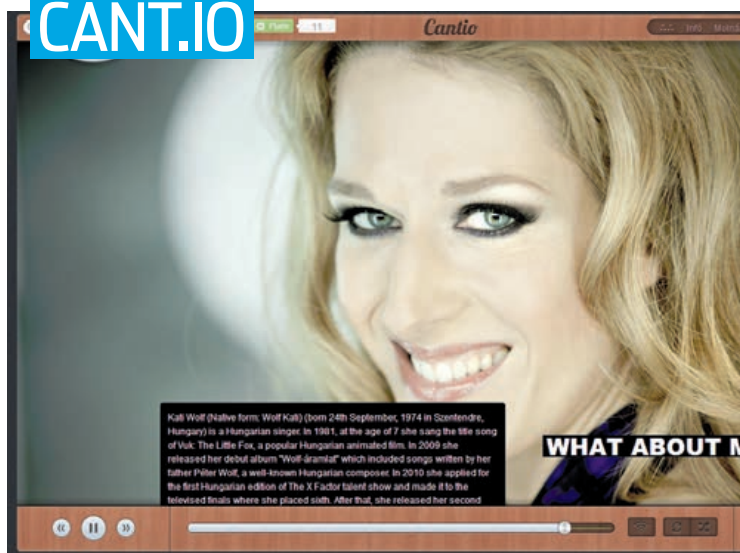 CANT.IO
11
Cantio
Info
Kati Wolf (Native form: Wolf Kati) (born 24th September, 1974 in Szentendre,
Hungary) is a Hungarian singer. In 1981, at the age of 7 she sang the title song
of Vuk: The Little Fox, a popular Hungarian animated film. In 2009 she
released her debut album "Wolf-áramlat" which included songs written by her
father Péter Wolf, a well-known Hungarian composer. In 2010 she applied for
the first Hungarian edition of The X Factor talent show and made it to the
televised finals where she placed sixth. After that, she released her second
WHAT ABOUT M